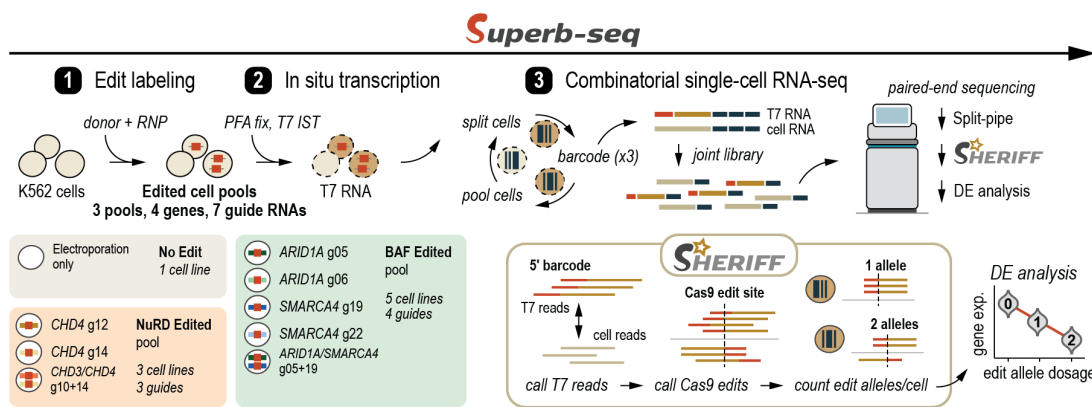 Superb-seq
1 Edit labeling
2 In situ transcription
3 Combinatorial single-cell RNA-seq
donor + RNP
PFA fix, T7 IST
K562 cells
Edited cell pools
3 pools, 4 genes, 7 guide RNAs
T7 RNA
split cells
barcode (x3)
pool cells
T7 RNA
cell RNA
joint library
paired-end sequencing
Split-pipe
SHERIFF
DE analysis
Electroporation
only
No Edit
1 cell line
CHD4 g12
CHD4 g14
CHD3/CHD4
g10+14
NuRD Edited
pool
3 cell lines
3 guides
ARID1A g05
ARID1A g06
SMARCA4 g19
SMARCA4 g22
ARID1A/SMARCA4
g05+19
BAF Edited
pool
5 cell lines
4 guides
SHERIFF
5' barcode
T7 reads
cell reads
call T7 reads
Cas9 edit site
call Cas9 edits
1 allele
2 alleles
count edit alleles/cell
DE analysis
gene exp.
0
1
2
edit allele dosage